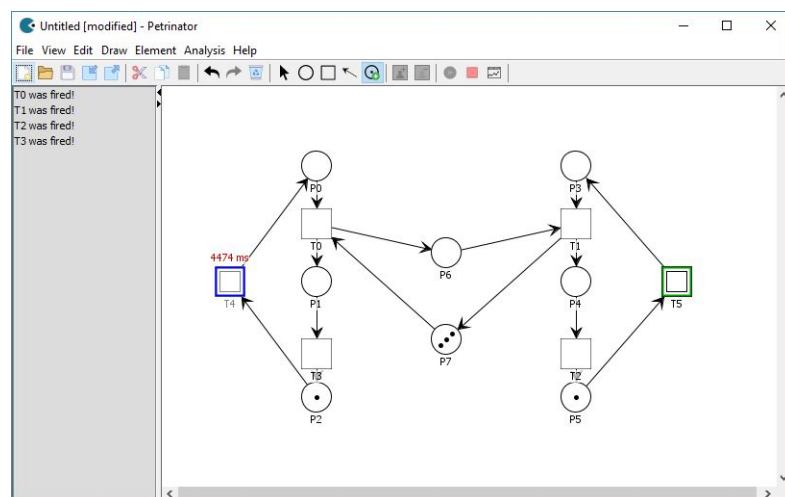 Untitled [modified] - Petrinator
File View Edit Draw Element Analysis Help
T0 was fired!
T1 was fired!
T2 was fired!
T3 was fired!
P0
P3
T0
T1
4474 ms
P6
T4
P1
P4
T5
P7
T3
T2
P2
P5